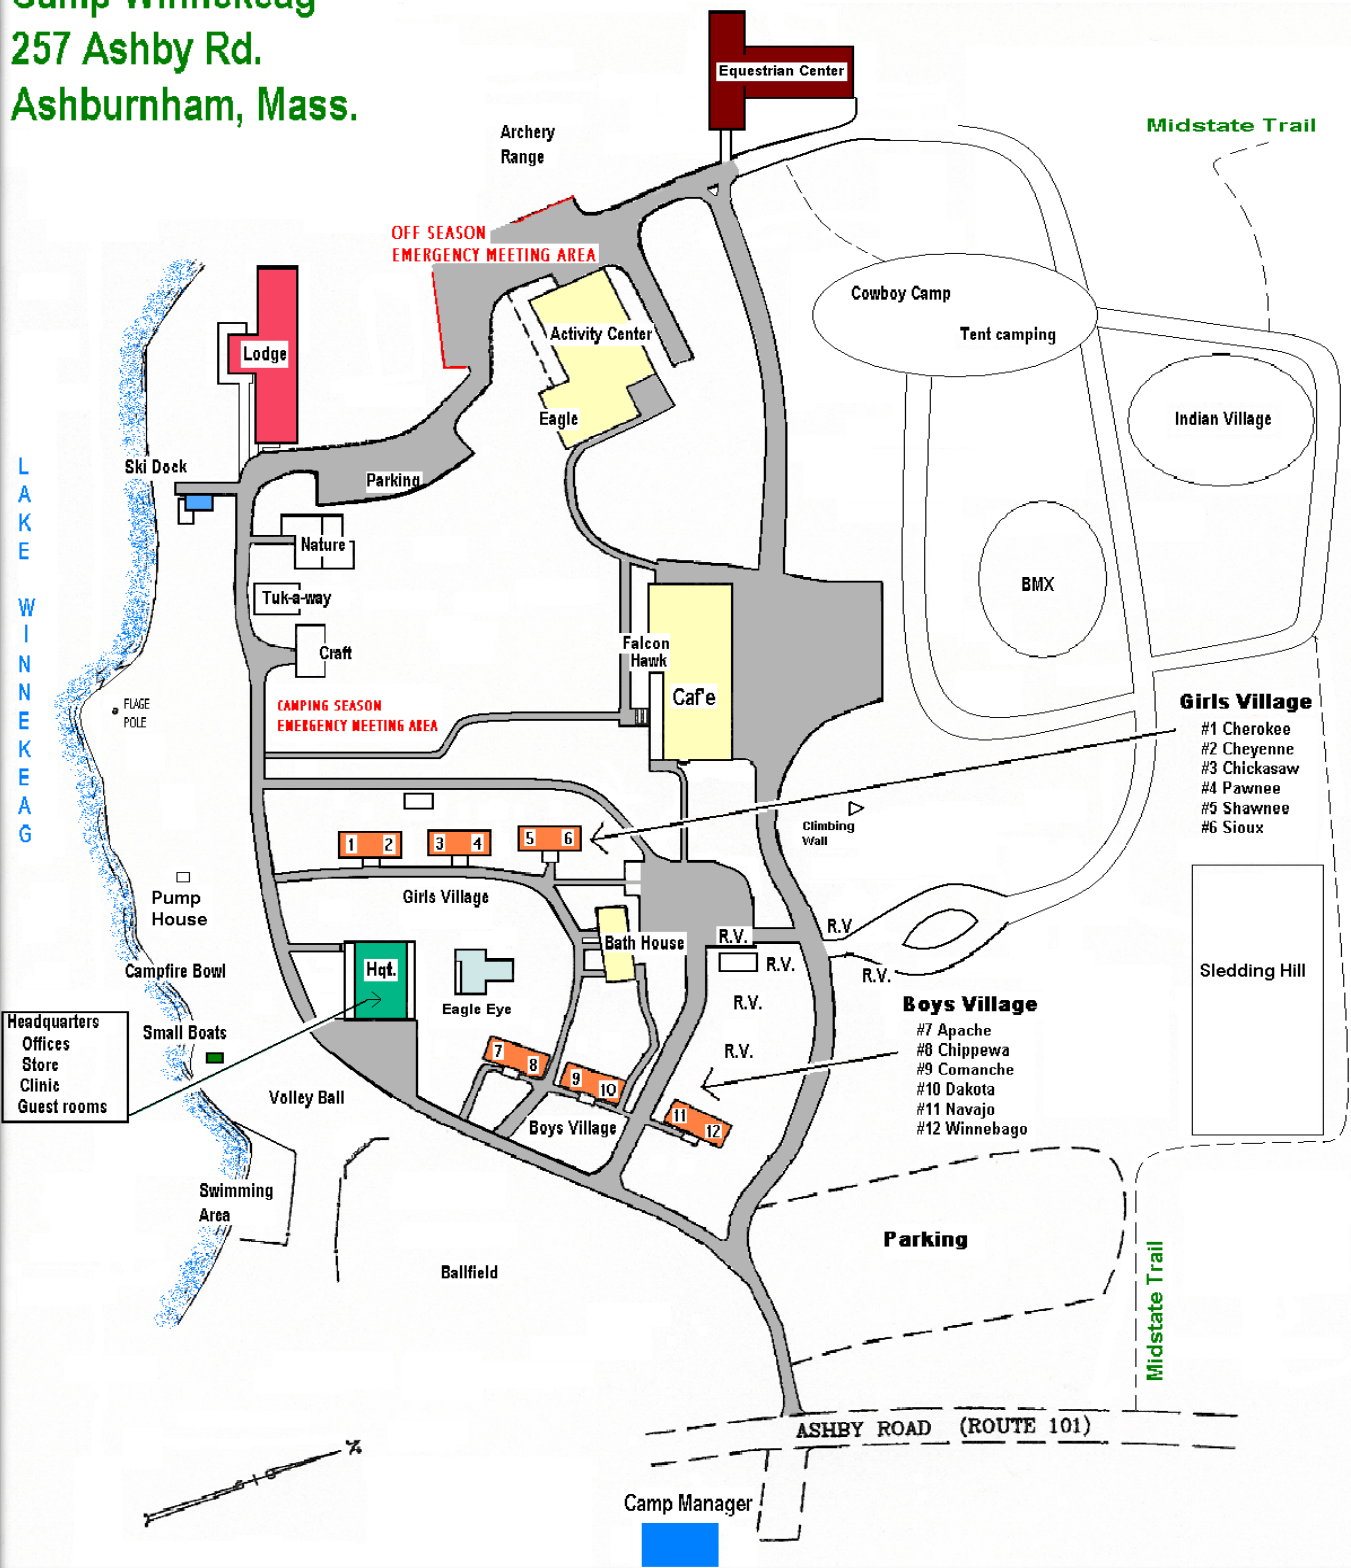 Camp Winnekeag
257 Ashby Rd.
Ashburnham, Mass.
Equestrian Center
Midstate Trail
Archery
Range
OFF SEASON
EMERGENCY MEETING AREA
Cowboy Camp
Tent camping
Activity Center
Lodge
Eagle
Indian Village
LAKE WINNEKEAG
Ski Dock
Parking
Nature
BMX
Tuk-a-way
Craft
Falcon
Hawk
Caf'e
FLAGE
POLE
CAMPING SEASON
EMERGENCY MEETING AREA
Girls Village
#1 Cherokee
#2 Cheyenne
#3 Chickasaw
#4 Pawnee
#5 Shawnee
#6 Sioux
Climbing
Wall
1 2
3 4
5 6
Girls Village
Pump
House
R.V.
R.V.
Bath House
R.V.
R.V.
R.V.
R.V.
Campfire Bowl
Hqt.
Eagle Eye
Sledding Hill
Boys Village
#7 Apache
#8 Chippewa
#9 Comanche
#10 Dakota
#11 Navajo
#12 Winnebago
Headquarters
Offices
Store
Clinic
Guest rooms
Small Boats
Volley Ball
7 8
9 10
11 12
Boys Village
Swimming
Area
Parking
Ballfield
Midstate Trail
ASHBY ROAD (ROUTE 101)
Camp Manager